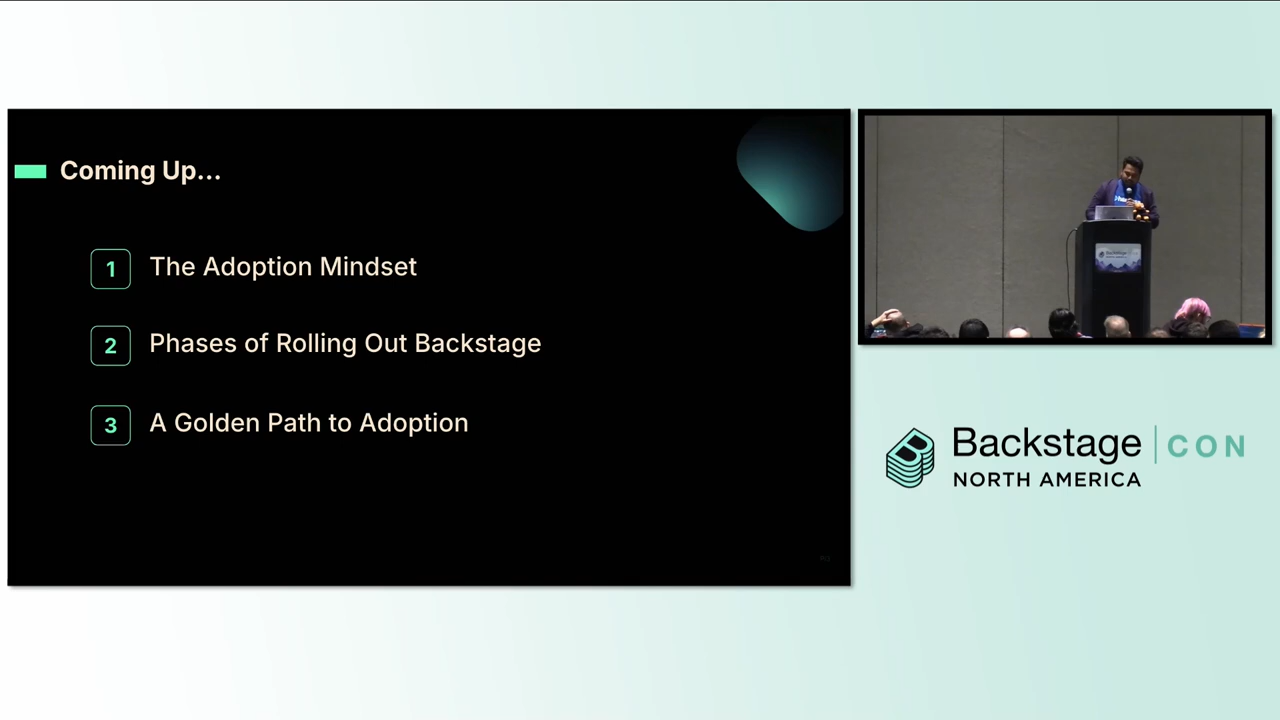 Coming Up...
1 The Adoption Mindset
2 Phases of Rolling Out Backstage
3 A Golden Path to Adoption
Backstage CON
NORTH AMERICA
Backstage